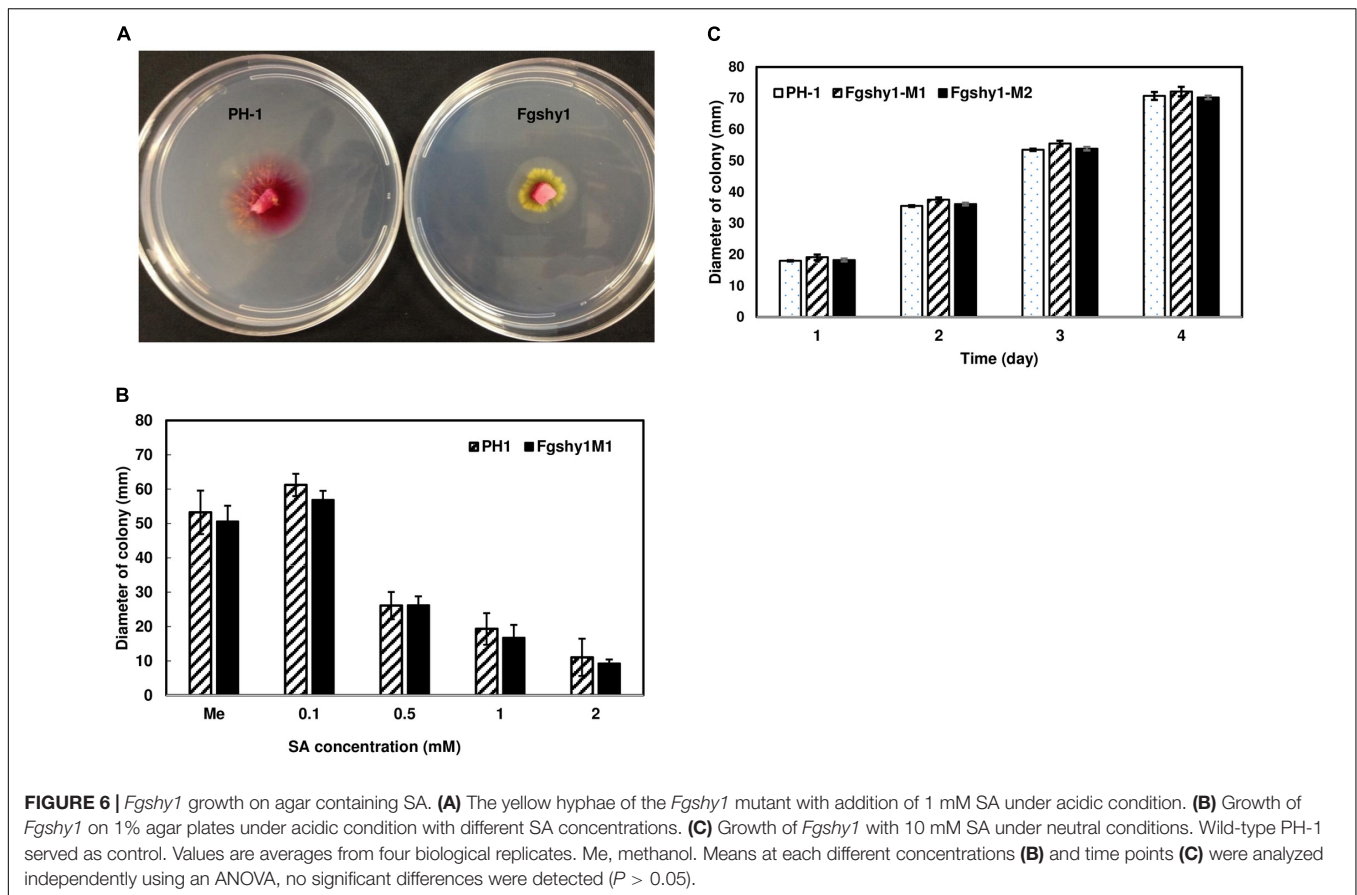 A
PH-1
Fgshy1
C
80
70
60
50
40
30
20
10
0
Diameter of colony (mm)
PH-1 Fgshy1-M1 Fgshy1-M2
1 2 3 4
Time (day)
B
80
70
60
50
40
30
20
10
0
Diameter of colony (mm)
PH1 Fgshy1M1
Me 0.1 0.5 1 2
SA concentration (mM)
FIGURE 6 | Fgshy1 growth on agar containing SA. (A) The yellow hyphae of the Fgshy1 mutant with addition of 1 mM SA under acidic condition. (B) Growth of
Fgshy1 on 1% agar plates under acidic condition with different SA concentrations. (C) Growth of Fgshy1 with 10 mM SA under neutral conditions. Wild-type PH-1
served as control. Values are averages from four biological replicates. Me, methanol. Means at each different concentrations (B) and time points (C) were analyzed
independently using an ANOVA, no significant differences were detected (P > 0.05).